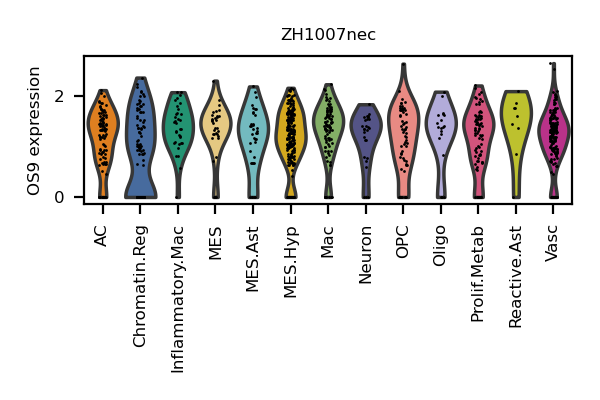 ZH1007nec
OS9 expression
2
0
AC
Chromatin.Reg
Inflammatory.Mac
MES
MES.Ast
MES.Hyp
Mac
Neuron
OPC
Oligo
Prolif.Metab
Reactive.Ast
Vasc